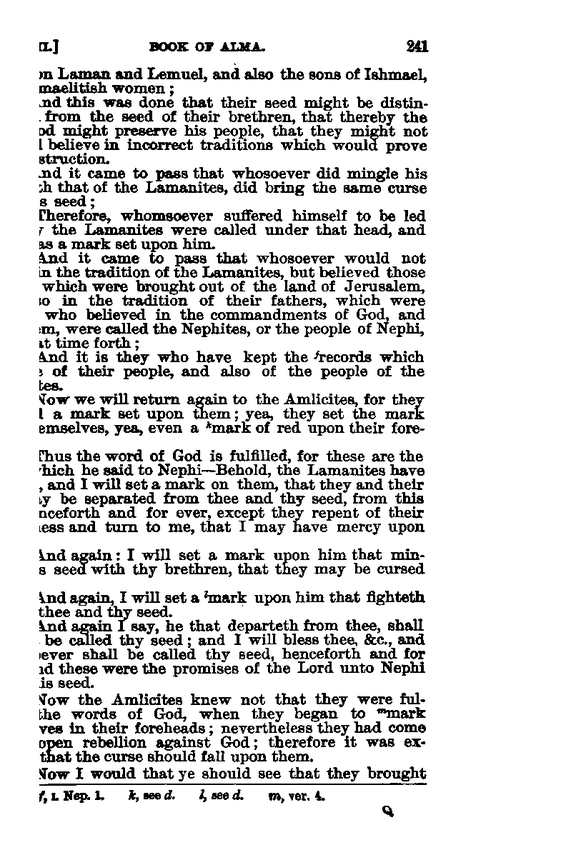 BOOK OF ALMA. 241
Laman and Lemuel, and also the sons of Ishmael,
maelitish women ;
nd this was done that their seed might be distin-
from the seed of their brethren, that thereby the
od might preserve his people, that they might not
believe in incorrect traditions which would prove
struction.
nd it came to pass that whosoever did mingle his
h that of the Lamanites, did bring the same curse
s seed ;
Therefore, whomsoever suffered himself to be led
the Lamanites were called under that head, and
as a mark set upon him.
And it came to pass that whosoever would not
in the tradition of the Lamanites, but believed those
which were brought out of the land of Jerusalem,
so in the tradition of their fathers, which were
who believed in the commandments of God, and
em, were called the Nephites, or the people of Nephi,
at time forth ;
And it is they who have kept the ʲrecords which
of their people, and also of the people of the
tes.
Now we will return again to the Amlicites, for they
a mark set upon them; yea, they set the mark
emselves, yea, even a ᵏmark of red upon their fore-
Thus the word of God is fulfilled, for these are the
hich he said to Nephi—Behold, the Lamanites have
, and I will set a mark on them, that they and their
y be separated from thee and thy seed, from this
nceforth and for ever, except they repent of their
ess and turn to me, that I may have mercy upon
And again: I will set a mark upon him that min-
s seed with thy brethren, that they may be cursed
And again, I will set a ˡmark upon him that fighteth
thee and thy seed.
And again I say, he that departeth from thee, shall
be called thy seed; and I will bless thee, &c., and
ever shall be called thy seed, henceforth and for
nd these were the promises of the Lord unto Nephi
is seed.
Now the Amlicites knew not that they were ful-
the words of God, when they began to ᵐmark
ves in their foreheads; nevertheless they had come
open rebellion against God; therefore it was ex-
that the curse should fall upon them.
Now I would that ye should see that they brought
j, 1. Nep. 1. k, see d. l, see d. m, ver. 4.
Q